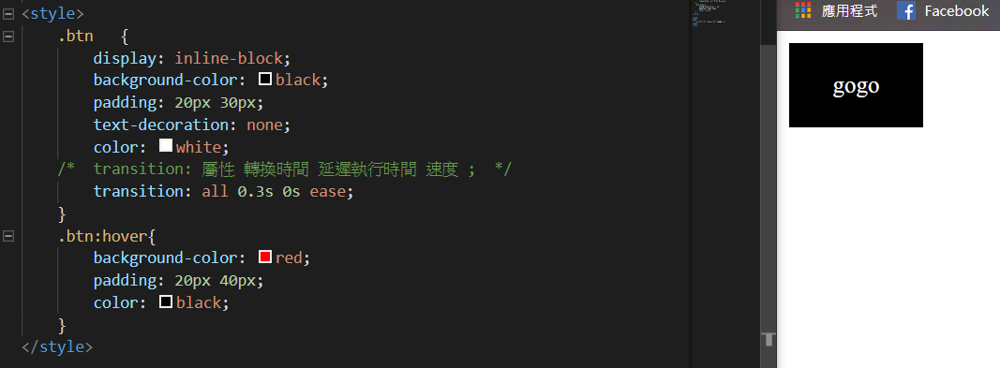 <style>
.btn   {
display: inline-block;
background-color: black;
padding: 20px 30px;
text-decoration: none;
color: white;
/*  transition: 屬性 轉換時間 延遲執行時間 速度 ;  */
transition: all 0.3s 0s ease;
}
.btn:hover{
background-color: red;
padding: 20px 40px;
color: black;
}
</style>
應用程式 Facebook
gogo